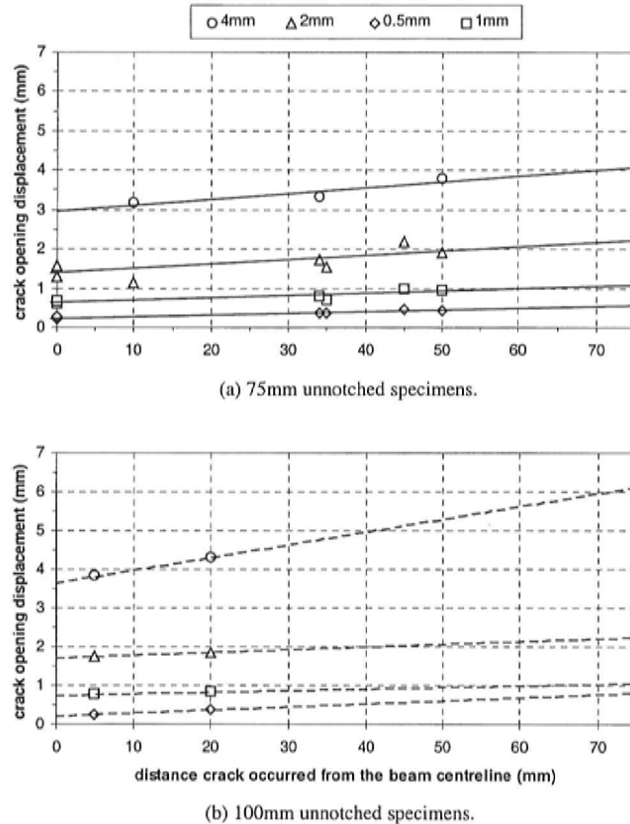 4mm 2mm 0.5mm 1mm
crack opening displacement (mm)
7
6
5
4
3
2
1
0
0 10 20 30 40 50 60 70
(a) 75mm unnotched specimens.
crack opening displacement (mm)
7
6
5
4
3
2
1
0
0 10 20 30 40 50 60 70
distance crack occurred from the beam centreline (mm)
(b) 100mm unnotched specimens.